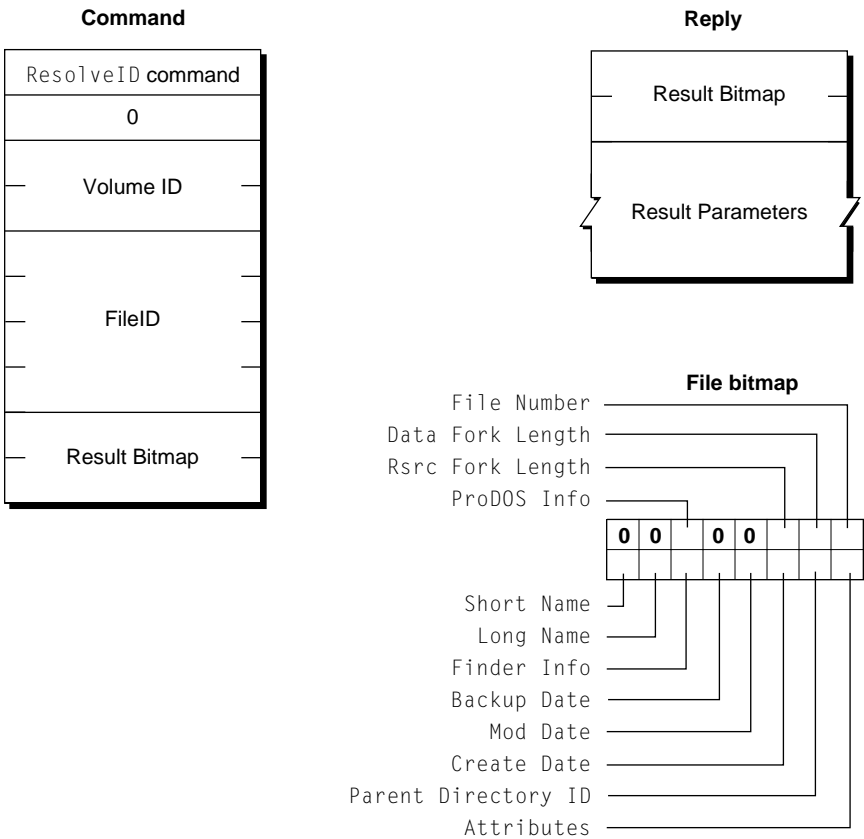 Command
ResolveID command
0
Volume ID
FileID
Result Bitmap
Reply
Result Bitmap
Result Parameters
File bitmap
File Number
Data Fork Length
Rsrc Fork Length
ProDOS Info
0 0 0 0
Short Name
Long Name
Finder Info
Backup Date
Mod Date
Create Date
Parent Directory ID
Attributes